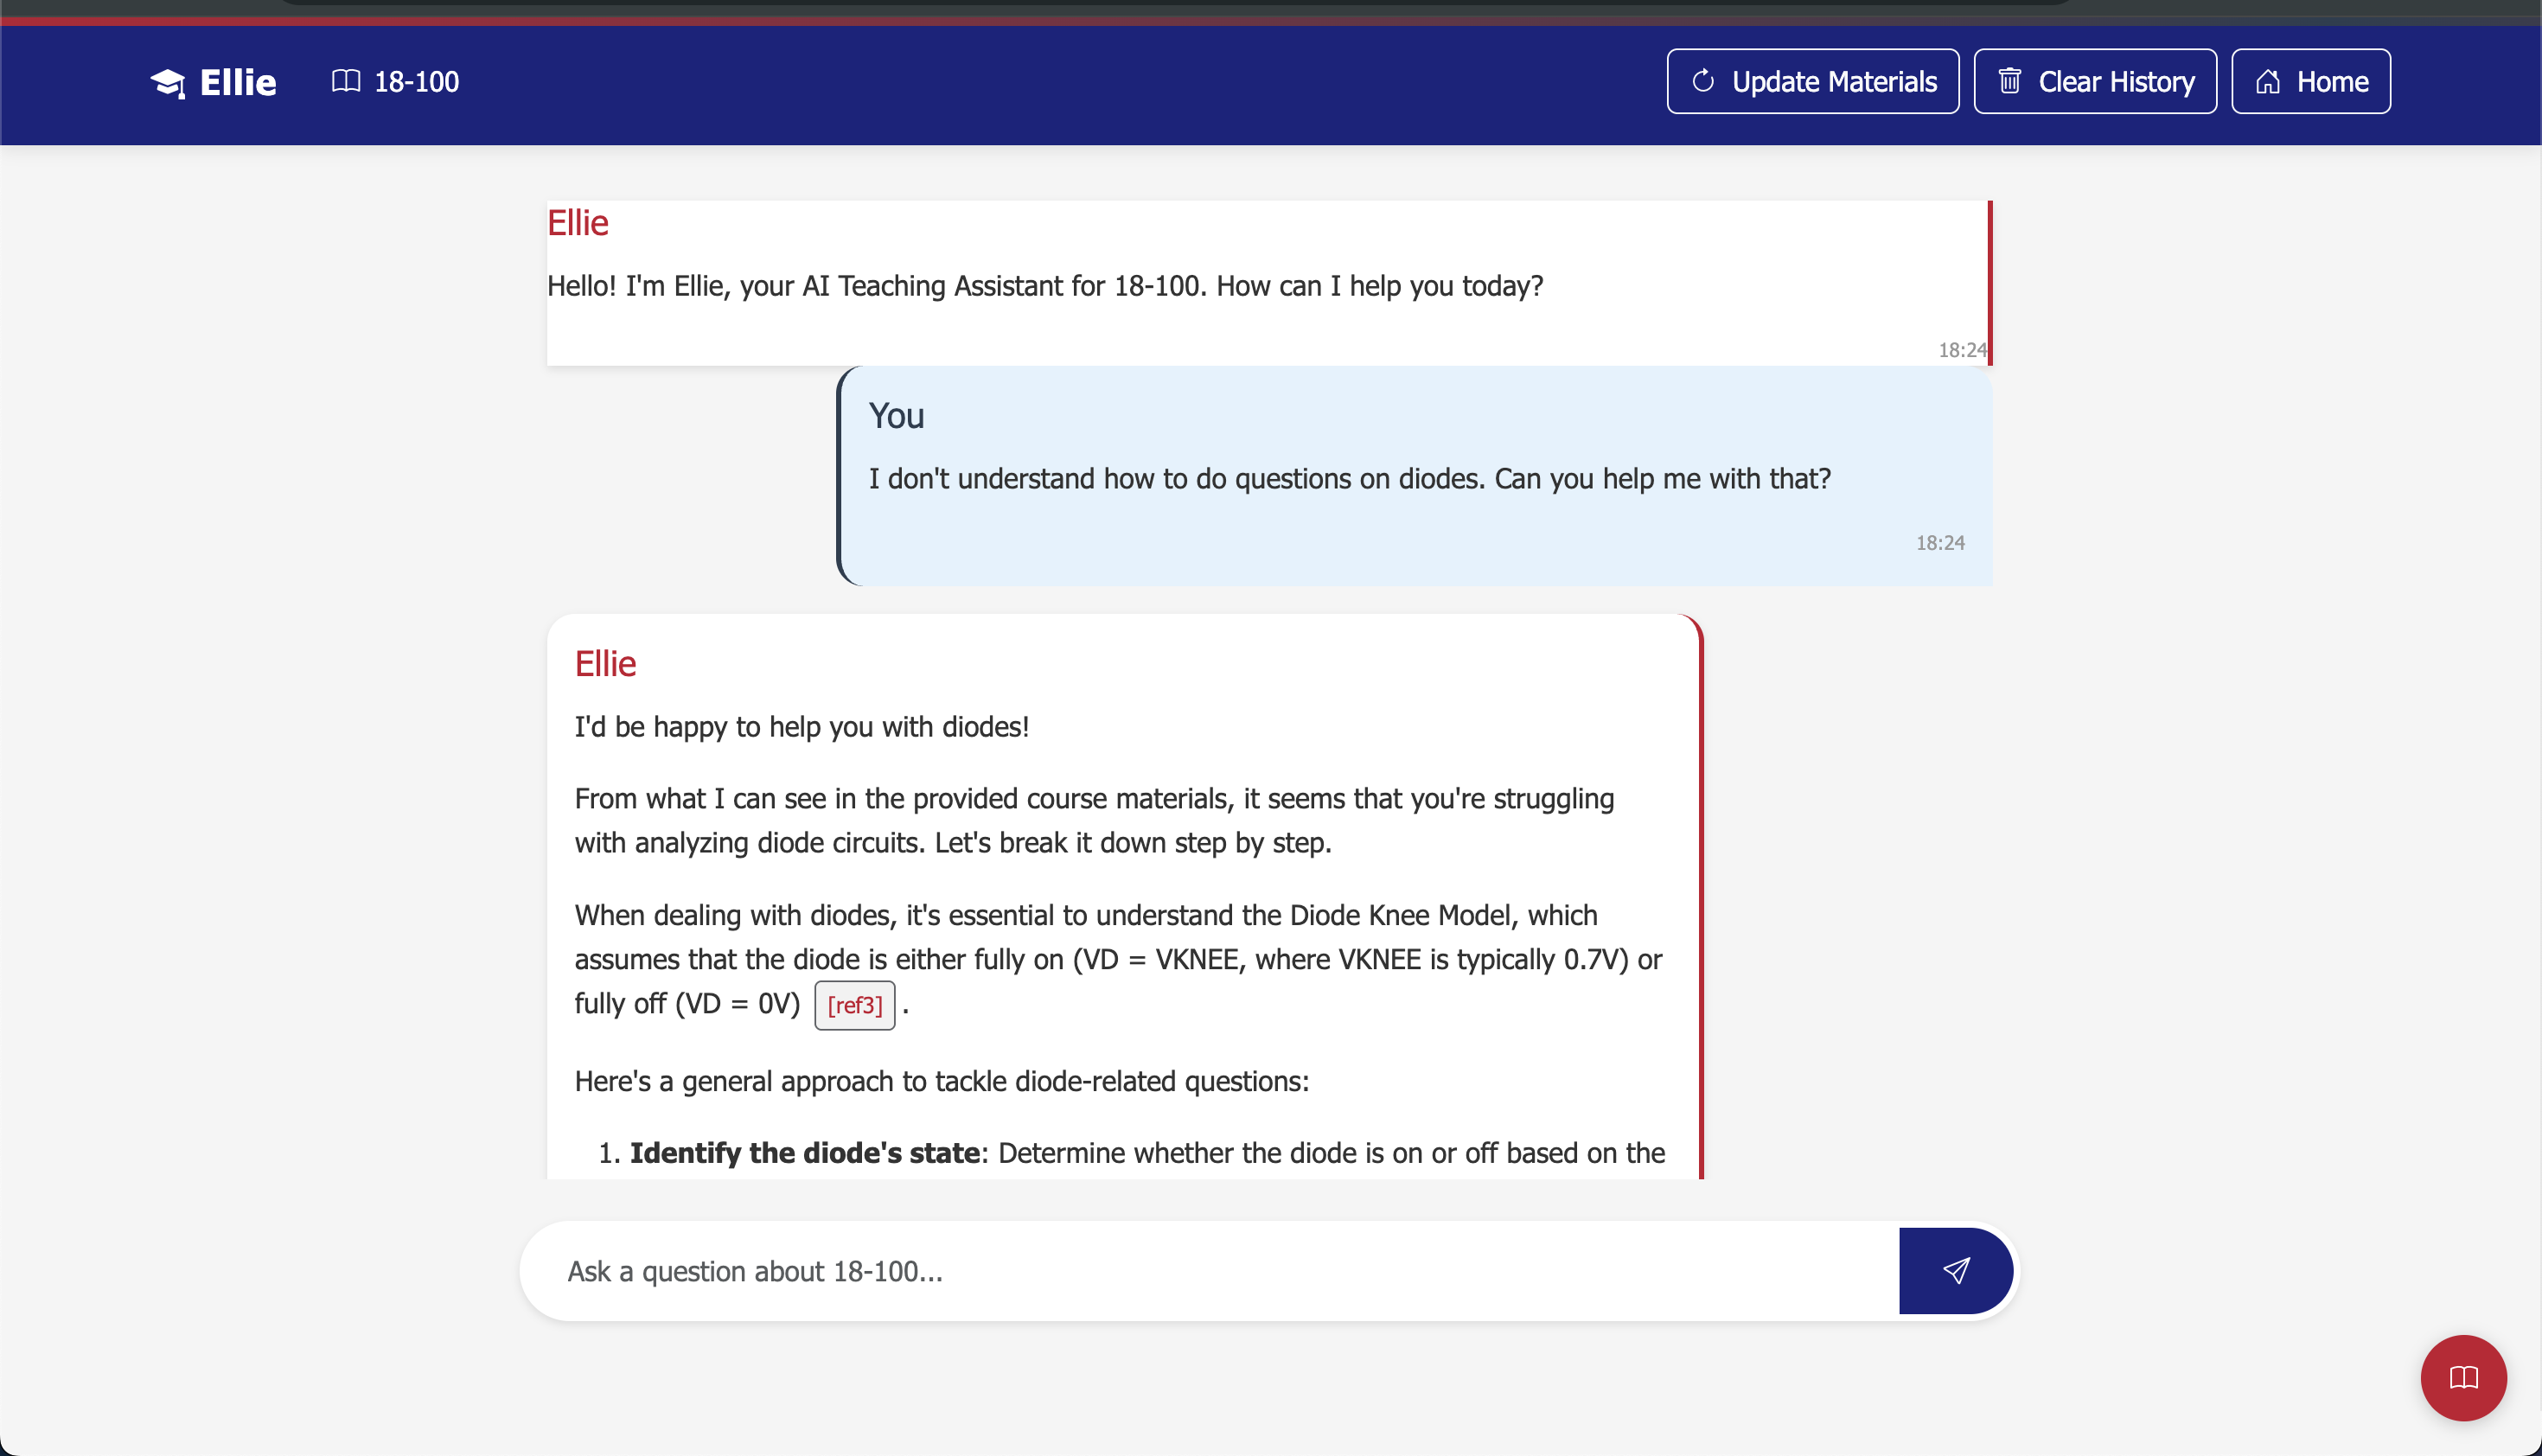 Ellie 18-100 Update Materials Clear History Home
Ellie
Hello! I'm Ellie, your AI Teaching Assistant for 18-100. How can I help you today?
18:24
You
I don't understand how to do questions on diodes. Can you help me with that?
18:24
Ellie
I'd be happy to help you with diodes!
From what I can see in the provided course materials, it seems that you're struggling
with analyzing diode circuits. Let's break it down step by step.
When dealing with diodes, it's essential to understand the Diode Knee Model, which
assumes that the diode is either fully on (VD = VKNEE, where VKNEE is typically 0.7V) or
fully off (VD = 0V) [ref3] .
Here's a general approach to tackle diode-related questions:
1. Identify the diode's state: Determine whether the diode is on or off based on the
Ask a question about 18-100...